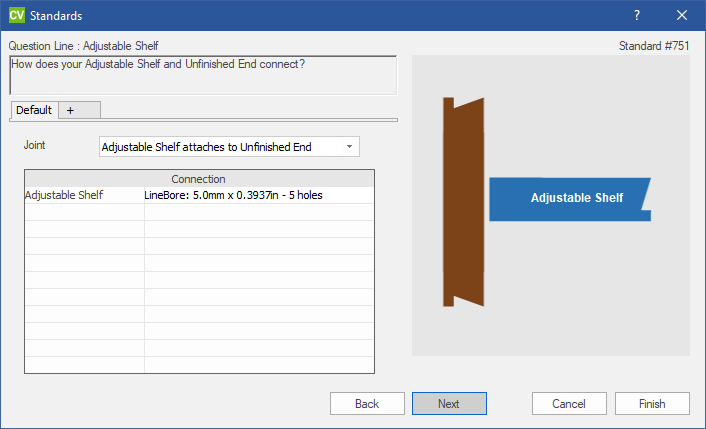 CV Standards ?
Question Line : Adjustable Shelf
Standard #751
How does your Adjustable Shelf and Unfinished End connect?
Default +
Joint Adjustable Shelf attaches to Unfinished End
Connection
Adjustable Shelf LineBore: 5.0mm x 0.3937in - 5 holes
Adjustable Shelf
Back Next Cancel Finish